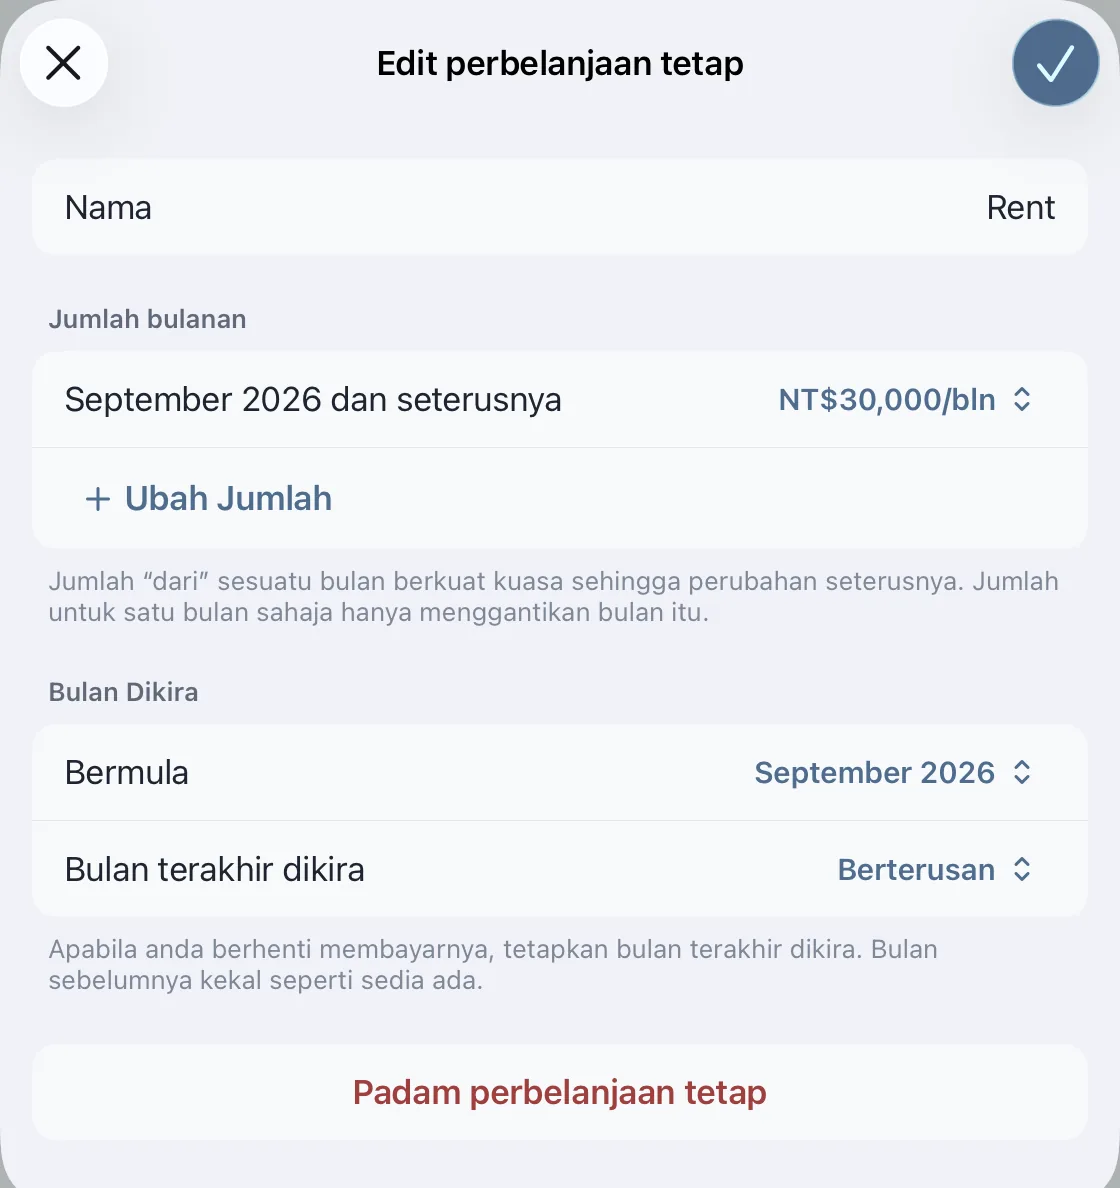 Edit perbelanjaan tetap
Nama
Rent
Jumlah bulanan
September 2026 dan seterusnya
NT$30,000/bln
+ Ubah Jumlah
Jumlah “dari” sesuatu bulan berkuat kuasa sehingga perubahan seterusnya. Jumlah
untuk satu bulan sahaja hanya menggantikan bulan itu.
Bulan Dikira
Bermula
September 2026
Bulan terakhir dikira
Berterusan
Apabila anda berhenti membayarnya, tetapkan bulan terakhir dikira. Bulan
sebelumnya kekal seperti sedia ada.
Padam perbelanjaan tetap